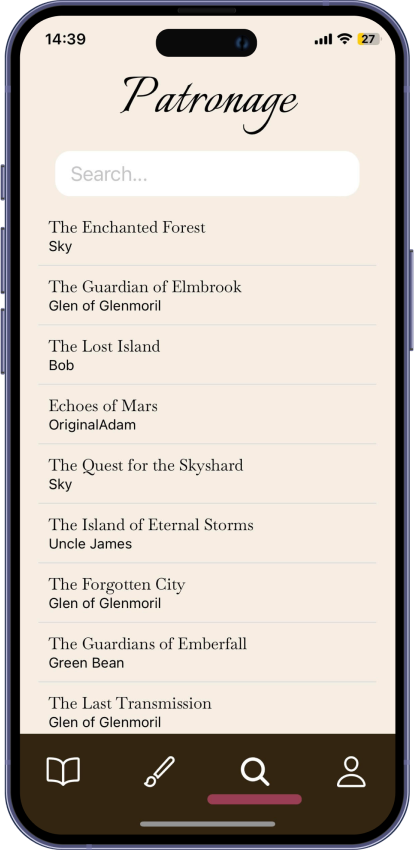 14:39
27
Patronage
Search...
The Enchanted Forest
Sky
The Guardian of Elmbrook
Glen of Glenmoril
The Lost Island
Bob
Echoes of Mars
OriginalAdam
The Quest for the Skyshard
Sky
The Island of Eternal Storms
Uncle James
The Forgotten City
Glen of Glenmoril
The Guardians of Emberfall
Green Bean
The Last Transmission
Glen of Glenmoril